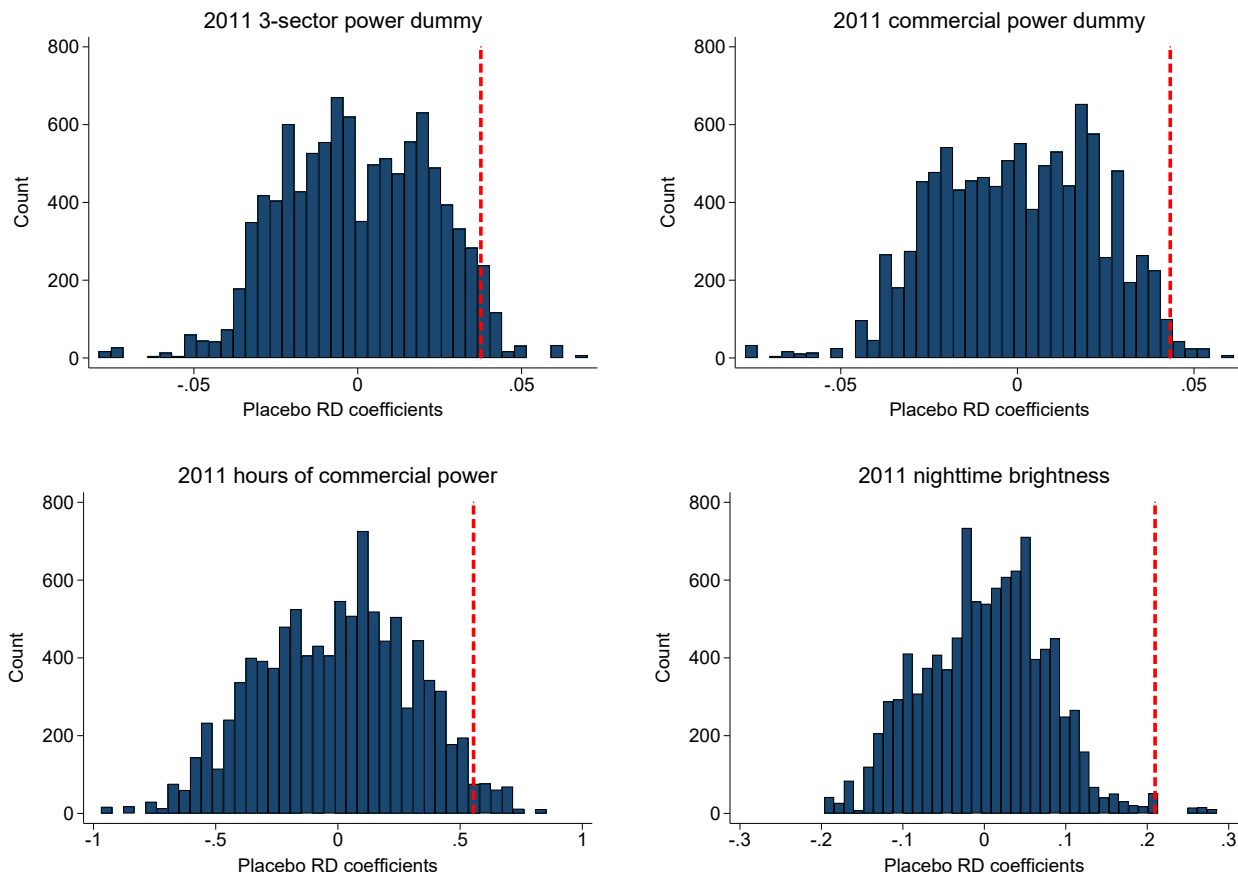 2011 3-sector power dummy
800
600
400
200
0
Count
-.05 0 .05
Placebo RD coefficients
2011 commercial power dummy
800
600
400
200
0
Count
-.05 0 .05
Placebo RD coefficients
2011 hours of commercial power
800
600
400
200
0
Count
-1 -.5 0 .5 1
Placebo RD coefficients
2011 nighttime brightness
800
600
400
200
0
Count
-.3 -.2 -.1 0 .1 .2 .3
Placebo RD coefficients